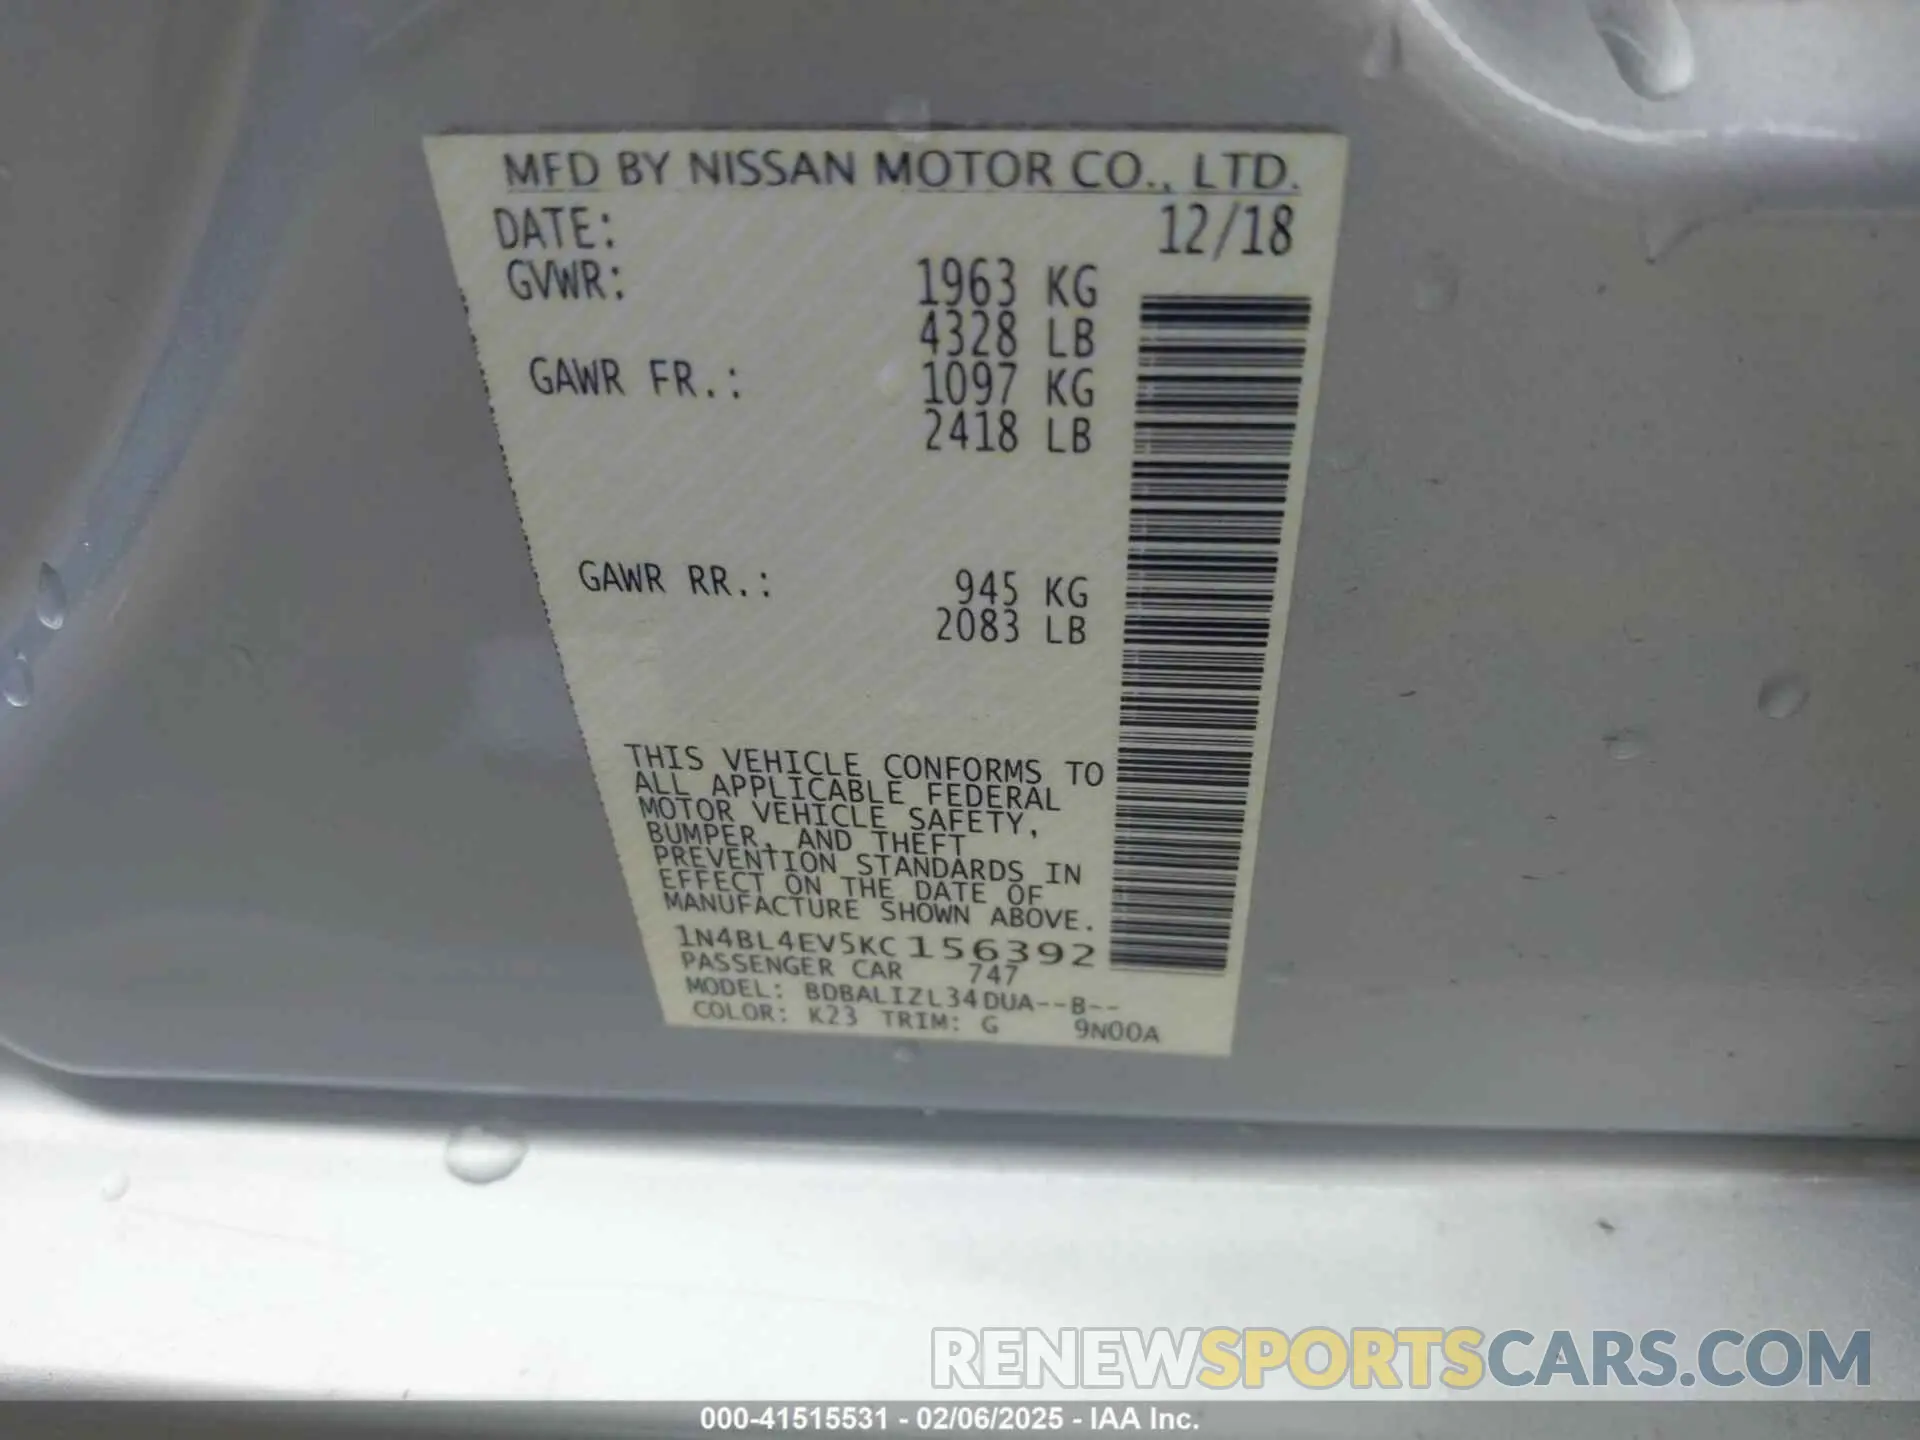 MFD BY NISSAN MOTOR CO., LTD.
DATE: 12/18
GVWR: 1963 KG
4328 LB
GAWR FR.: 1097 KG
2418 LB
GAWR RR.: 945 KG
2083 LB
THIS VEHICLE CONFORMS TO
ALL APPLICABLE FEDERAL
MOTOR VEHICLE SAFETY,
BUMPER, AND THEFT
PREVENTION STANDARDS IN
EFFECT ON THE DATE OF
MANUFACTURE SHOWN ABOVE.
1N4BL4EV5KC156392
PASSENGER CAR 747
MODEL: BDBALIZL34DUA--B--
COLOR: K23 TRIM: G 9N00A
RENEWSPORTSCARS.COM
000-41515531 - 02/06/2025 - IAA Inc.